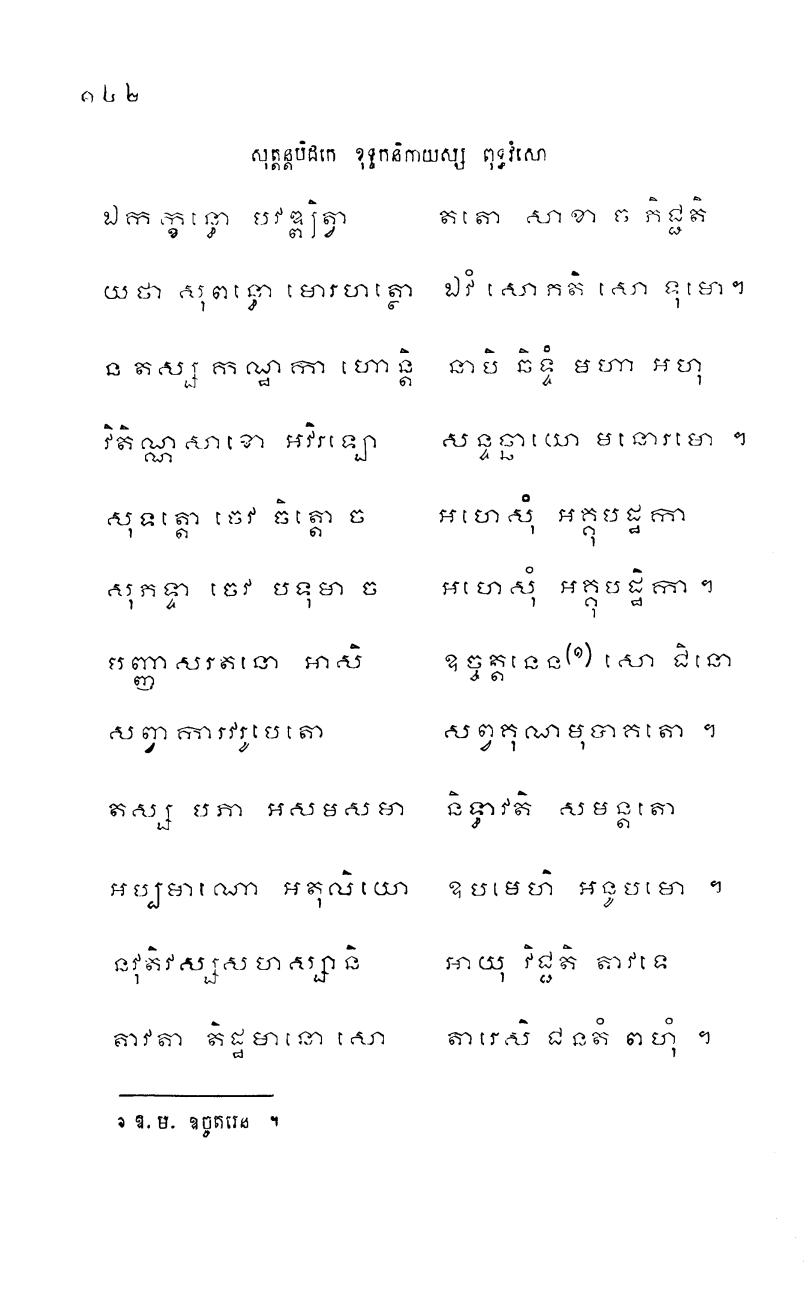 ១៤២
សុត្តន្តបិដកេ ខុទ្ទកនិកាយស្ស ពុទ្ធវំសោ
ឯកក្ខន្ធោ បវឌ្ឍិត្វា តតោ សាខា ច ភិជ្ជតិ
យថា សុពន្ធោ មោរហត្ថោ ឯវំ សោភតិ សោ ទុមោ។
ន តស្ស កណ្ឋកា ហោន្តិ នាបិ ឆិទ្ទំ មហា អហុ
វិតិណ្ណសាខោ អវិរឡ្បោ សន្ទច្ឆាយោ មនោរមោ ។
សុទត្តោ ចេវ ចិត្តោ ច អហេសុំ អគ្គុបដ្ឋកា
សុភទ្ទា ចេវ បទុមា ច អហេសុំ អគ្គុបដ្ឋិកា ។
បញ្ញាសរតនោ អាសិ ឧច្ចត្តនេន(១) សោ ជិនោ
សព្វាការវរូបេតោ សព្វគុណមុបាគតោ ។
តស្ស បភា អសមសមា និទ្ធាវតិ សមន្តតោ
អប្បមាណោ អតុលិយោ ឧបមេហិ អនូបមោ ។
នវុតិវស្សសហស្សានិ អាយុ វិជ្ជតិ តាវទេ
តាវតា តិដ្ឋមានោ សោ តារេសិ ជនតំ ពហុំ ។
១ ឱ. ម. ឧច្ចតរេន ។